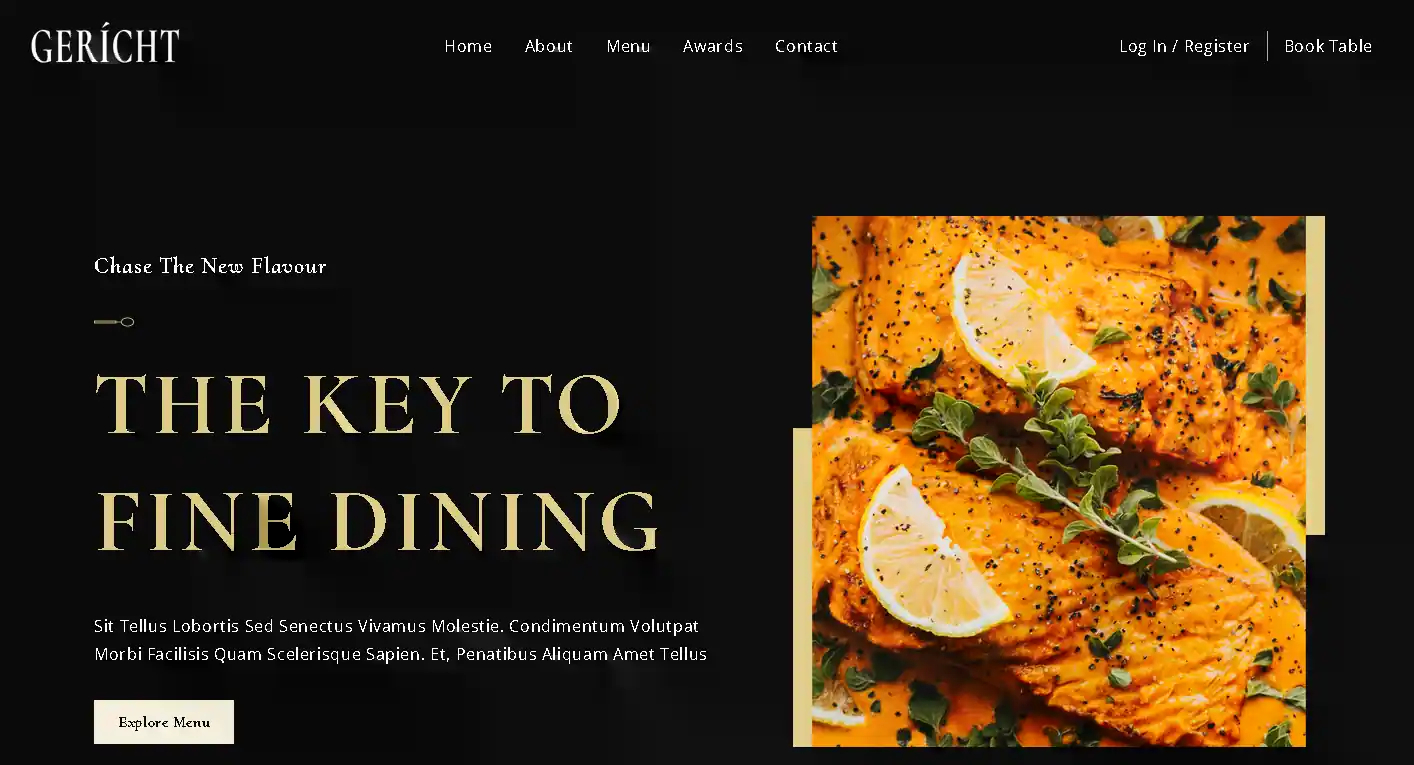 GERÍCHT
Home About Menu Awards Contact
Log In / Register Book Table
Chase The New Flavour
THE KEY TO
FINE DINING
Sit Tellus Lobortis Sed Senectus Vivamus Molestie. Condimentum Volutpat
Morbi Facilisis Quam Scelerisque Sapien. Et, Penatibus Aliquam Amet Tellus
Explore Menu